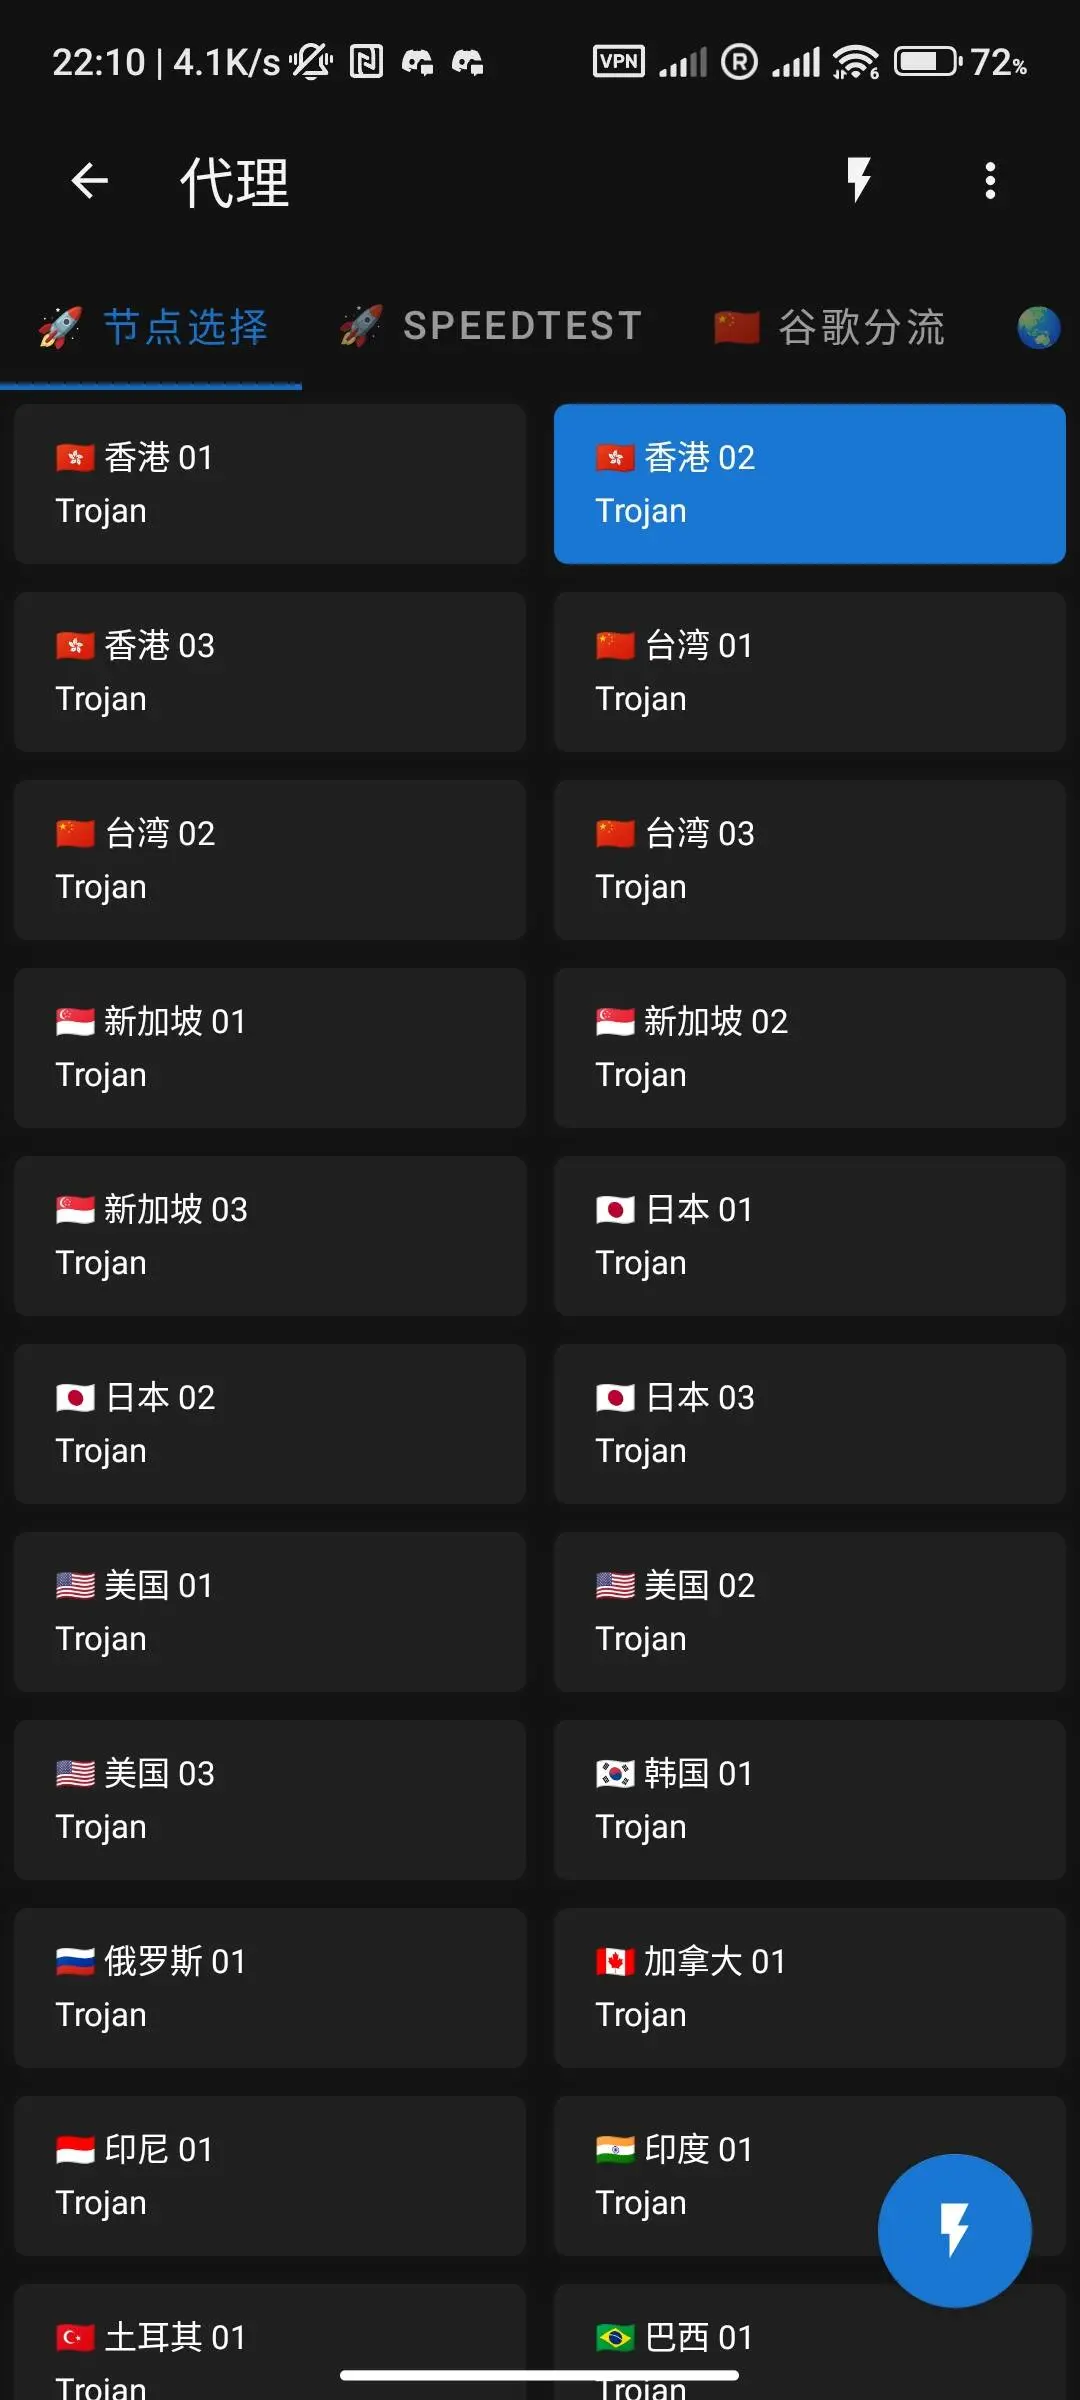 22:10 | 4.1K/s VPN R 6 72%
代理
节点选择 SPEEDTEST 谷歌分流
香港 01
Trojan
香港 02
Trojan
香港 03
Trojan
台湾 01
Trojan
台湾 02
Trojan
台湾 03
Trojan
新加坡 01
Trojan
新加坡 02
Trojan
新加坡 03
Trojan
日本 01
Trojan
日本 02
Trojan
日本 03
Trojan
美国 01
Trojan
美国 02
Trojan
美国 03
Trojan
韩国 01
Trojan
俄罗斯 01
Trojan
加拿大 01
Trojan
印尼 01
Trojan
印度 01
Trojan
土耳其 01
Trojan
巴西 01
Trojan